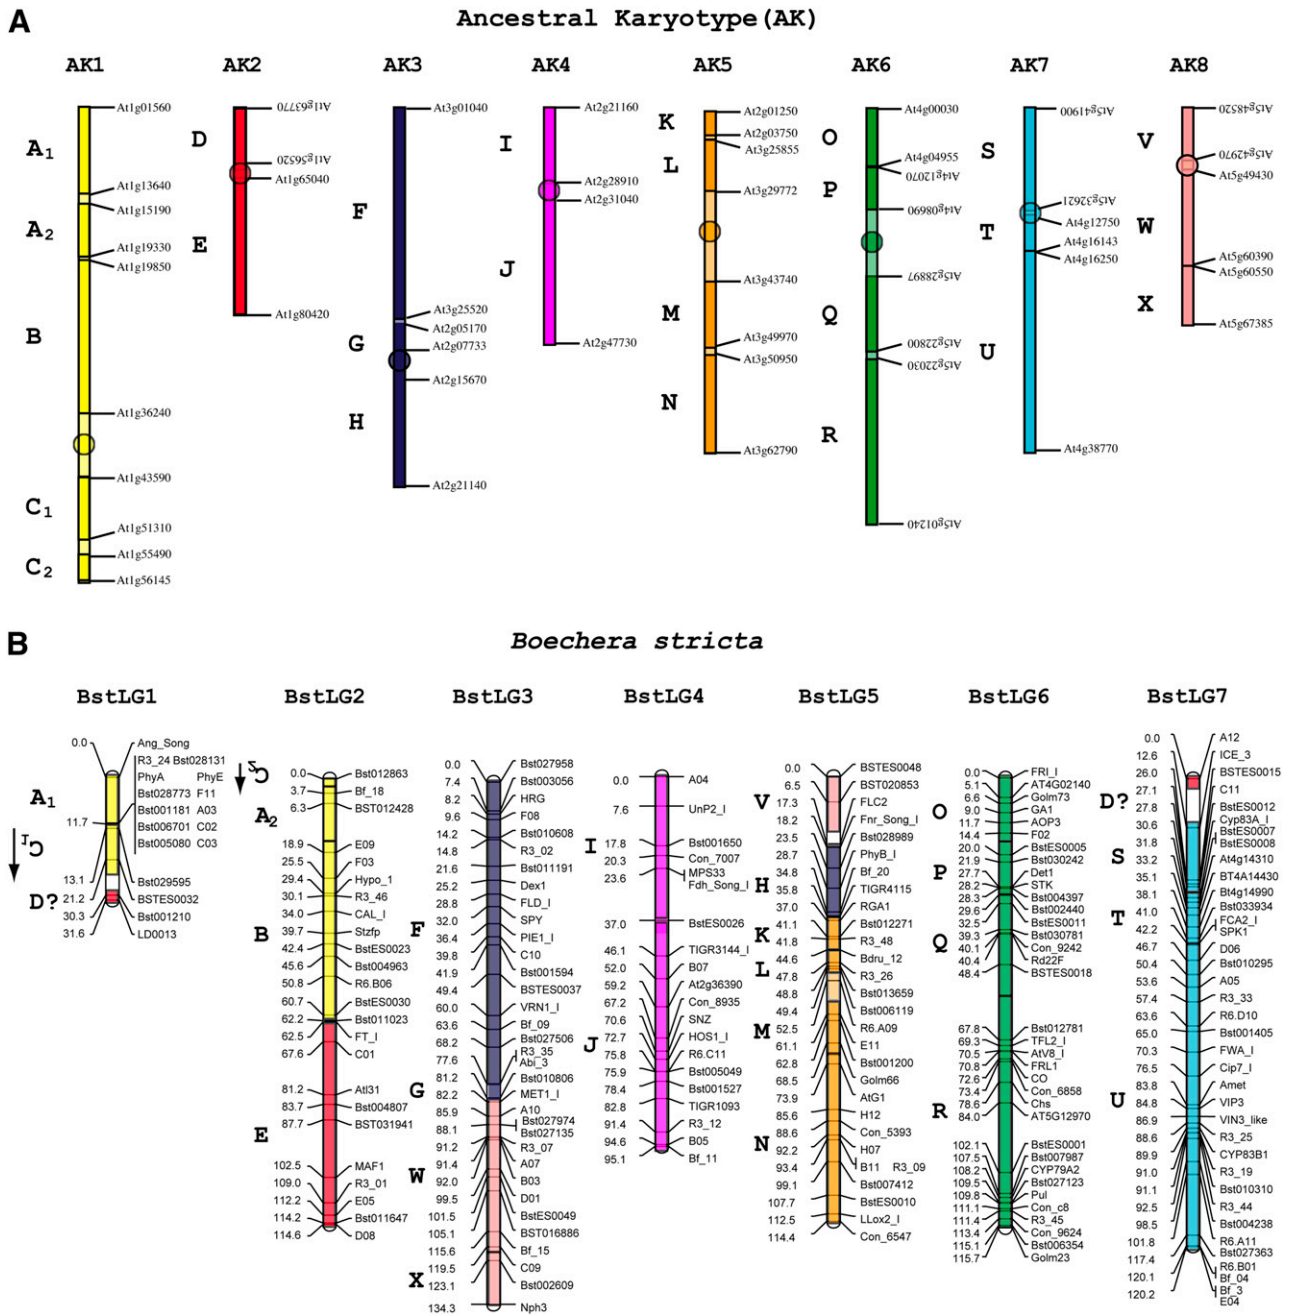 A
Ancestral Karyotype(AK)
AK1 AK2 AK3 AK4 AK5 AK6 AK7 AK8
A1
A2
B
C1
C2
At1g01560
At1g13640
At1g15190
At1g19330
At1g19850
At1g36240
At1g43590
At1g51310
At1g55490
At1g56145
D
E
At1g63770
At1g56520
At1g65040
At1g80420
F
G
H
At3g01040
At3g25520
At2g05170
At2g07733
At2g15670
At2g21140
I
J
At2g21160
At2g28910
At2g31040
At2g47730
K
L
M
N
At2g01250
At2g03750
At3g25855
At3g29772
At3g43740
At3g49970
At3g50950
At3g62790
O
P
Q
R
At4g00030
At4g04955
At4g12070
At4g08690
At5g28897
At5g22800
At5g22030
At5g01240
S
T
U
At5g41900
At5g32621
At4g12750
At4g16143
At4g16250
At4g38770
V
W
X
At5g48520
At5g42970
At5g49430
At5g60390
At5g60550
At5g67385
B
Boechera stricta
BstLG1 BstLG2 BstLG3 BstLG4 BstLG5 BstLG6 BstLG7
A1
C1
D?
0.0
11.7
13.1
21.2
30.3
31.6
Ang_Song
R3_24 Bst028131
PhyA PhyE
Bst028773 F11
Bst001181 A03
Bst006701 C02
Bst005080 C03
Bst029595
BSTES0032
Bst001210
LD0013
C2
A2
B
E
0.0 Bst012863
3.7 Bf_18
6.3 BST012428
18.9 E09
25.5 F03
29.4 Hypo_1
30.1 R3_46
34.0 CAL_I
39.7 Stzfp
42.4 BstES0023
45.6 Bst004963
50.8 R6.B06
60.7 BstES0030
62.2 Bst011023
62.5 FT_I
67.6 C01
81.2 Atl31
83.7 Bst004807
87.7 BST031941
102.5 MAF1
109.0 R3_01
112.2 E05
114.2 Bst011647
114.6 D08
F
G
W
X
0.0 Bst027958
7.4 Bst003056
8.2 HRG
9.6 F08
14.2 Bst010608
14.8 R3_02
21.6 Bst011191
25.2 Dex1
28.8 FLD_I
32.0 SPY
36.4 PIE1_I
39.8 C10
41.9 Bst001594
49.4 BSTES0037
60.0 VRN1_I
63.6 Bf_09
68.2 Bst027506
77.6 R3_35
Abi_3
81.2 Bst010806
82.2 MET1_I
85.9 A10
88.1 Bst027974
Bst027135
91.2 R3_07
91.4 A07
92.0 B03
99.5 D01
101.5 BstES0049
105.1 BST016886
115.6 Bf_15
119.5 C09
123.1 Bst002609
134.3 Nph3
I
J
0.0 A04
7.6 UnP2_I
17.8 Bst001650
20.3 Con_7007
23.6 MPS33
Fdh_Song_I
37.0 BstES0026
46.1 TIGR3144_I
52.0 B07
59.2 At2g36390
67.2 Con_8935
70.6 SNZ
72.7 HOS1_I
75.8 R6.C11
75.9 Bst005049
78.4 Bst001527
82.8 TIGR1093
91.4 R3_12
94.6 B05
95.1 Bf_11
V
H
K
L
M
N
0.0 BSTES0048
6.5 BST020853
17.3 FLC2
18.2 Fnr_Song_I
23.5 Bst028989
28.7 PhyB_I
34.8 Bf_20
35.8 TIGR4115
37.0 RGA1
41.1 Bst012271
41.8 R3_48
44.6 Bdru_12
47.8 R3_26
48.8 Bst013659
49.4 Bst006119
52.5 R6.A09
61.1 E11
62.8 Bst001200
68.5 Golm66
73.9 AtG1
85.6 H12
88.6 Con_5393
92.2 H07
93.4 B11 R3_09
99.1 Bst007412
107.7 BstES0010
112.5 LLox2_I
114.4 Con_6547
O
P
Q
R
0.0 FRI_I
5.1 AT4G02140
6.6 Golm73
9.0 GA1
11.7 AOP3
14.4 F02
20.0 BstES0005
21.9 Bst030242
27.7 Det1
28.2 STK
28.3 Bst004397
29.6 Bst002440
32.5 BstES0011
39.3 Bst030781
40.1 Con_9242
40.4 Rd22F
48.4 BSTES0018
67.8 Bst012781
69.3 TFL2_I
70.5 AtV8_I
70.8 FRL1
72.6 CO
73.4 Con_6858
78.6 Chs
84.0 AT5G12970
102.1 BstES0001
107.5 Bst007987
108.2 CYP79A2
109.5 Bst027123
109.8 Pul
111.1 Con_c8
111.4 R3_45
113.4 Con_9624
115.1 Bst006354
115.7 Golm23
D?
S
T
U
0.0 A12
12.6 ICE_3
26.0 BSTES0015
27.1 C11
27.8 BstES0012
30.6 Cyp83A_I
BstES0007
31.8 BstES0008
33.2 At4g14310
35.1 BT4A14430
38.1 Bt4g14990
41.0 Bst033934
42.2 FCA2_I
SPK1
46.7 D06
50.4 Bst010295
53.6 A05
57.4 R3_33
63.6 R6.D10
65.0 Bst001405
70.3 FWA_I
76.5 Cip7_I
83.8 Amet
84.8 VIP3
86.9 VIN3_like
88.6 R3_25
89.9 CYP83B1
91.0 R3_19
91.1 Bst010310
92.5 R3_44
98.5 Bst004238
101.8 R6.A11
117.4 Bst027363
120.1 R6.B01
Bf_04
120.2 Bf_3
E04